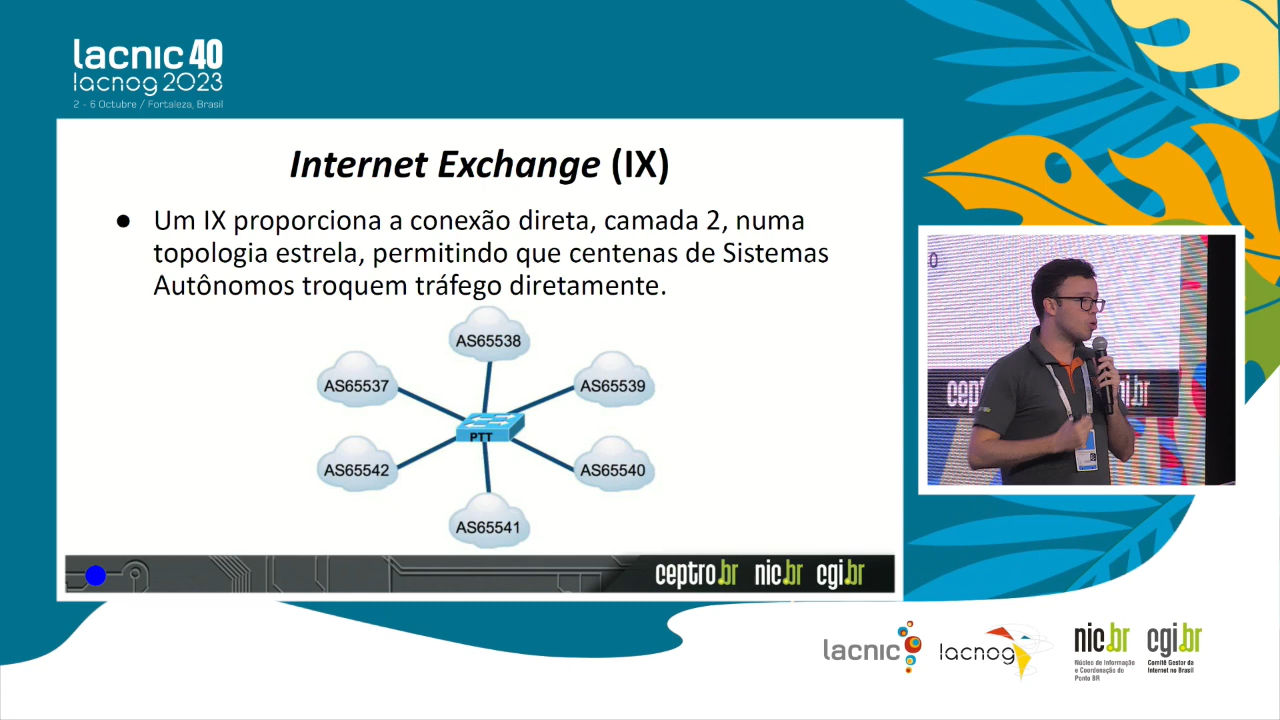 lacnic 40
lacnog 2023
2 - 6 Octubre / Fortaleza, Brasil
Internet Exchange (IX)
● Um IX proporciona a conexão direta, camada 2, numa
topologia estrela, permitindo que centenas de Sistemas
Autônomos troquem tráfego diretamente.
AS65538
AS65537
AS65539
PTT
AS65542
AS65540
AS65541
ceptro.br nic.br cgi.br
cept
gi.br
lacnic
lacnog
nic.br
Núcleo de Informação
e Coordenação do
Ponto BR
cgi.br
Comitê Gestor da
Internet no Brasil